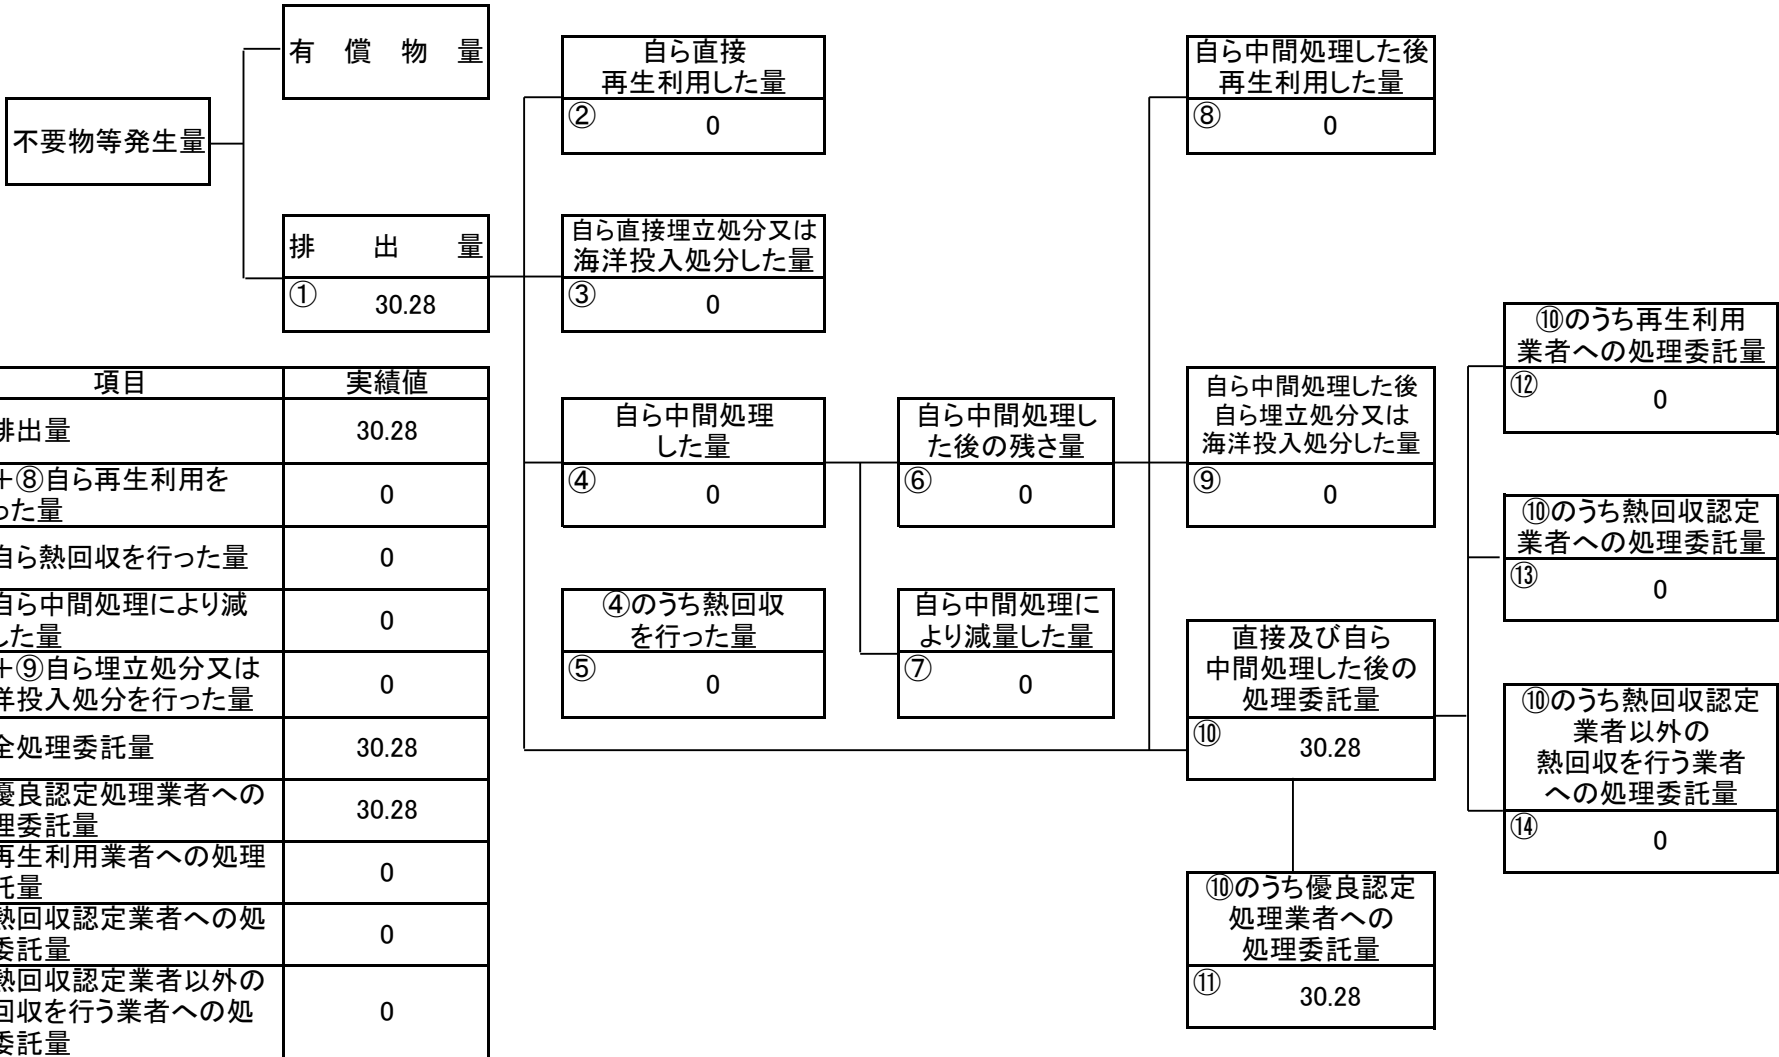 有償物量
不要物等発生量
排出量
①
30.28
自ら直接
再生利用した量
②
0
自ら直接埋立処分又は
海洋投入処分した量
③
0
自ら中間処理
した量
④
0
④のうち熱回収
を行った量
⑤
0
自ら中間処理し
た後の残さ量
⑥
0
自ら中間処理に
より減量した量
⑦
0
自ら中間処理した後
再生利用した量
⑧
0
自ら中間処理した後
自ら埋立処分又は
海洋投入処分した量
⑨
0
直接及び自ら
中間処理した後の
処理委託量
⑩
30.28
⑩のうち優良認定
処理業者への
処理委託量
⑪
30.28
⑩のうち再生利用
業者への処理委託量
⑫
0
⑩のうち熱回収認定
業者への処理委託量
⑬
0
⑩のうち熱回収認定
業者以外の
熱回収を行う業者
への処理委託量
⑭
0
項目 実績値
排出量 30.28
+⑧自ら再生利用を
った量
0
自ら熱回収を行った量 0
自ら中間処理により減
した量
0
+⑨自ら埋立処分又は
洋投入処分を行った量
0
全処理委託量 30.28
優良認定処理業者への
理委託量
30.28
再生利用業者への処理
託量
0
熱回収認定業者への処
委託量
0
熱回収認定業者以外の
回収を行う業者への処
委託量
0